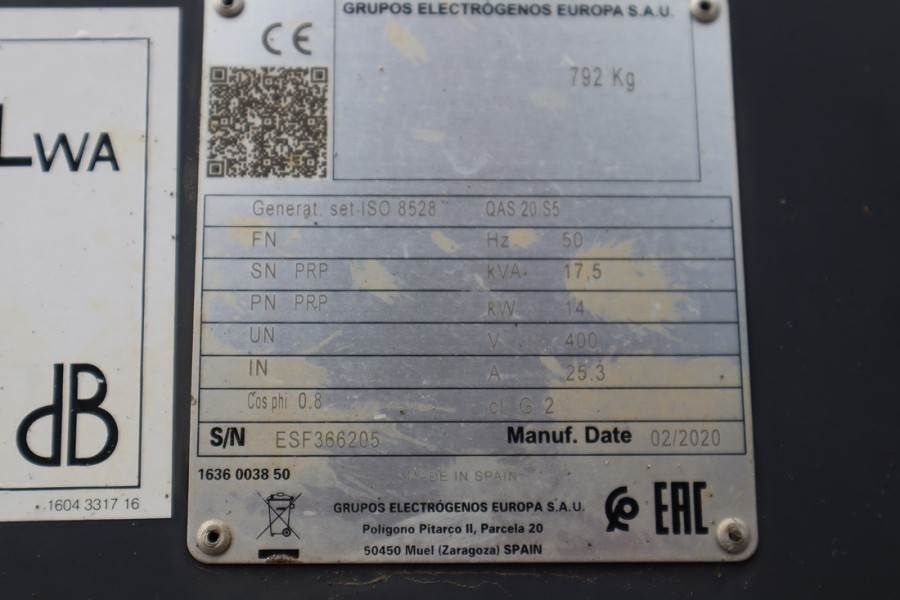 LWA
dB
1604 3317 16
GRUPOS ELECTRÓGENOS EUROPA S.A.U.
CE
792 Kg
Generat. set-ISO 8528 QAS 20 S5
FN Hz 50
SN PRP kVA 17,5
PN PRP kW 14
UN V 400
IN A 25.3
Cos phi 0.8 cl. G 2
S/N ESF366205 Manuf. Date 02/2020
1636 0038 50 MADE IN SPAIN
GRUPOS ELECTRÓGENOS EUROPA S.A.U.
Poligono Pitarco II, Parcela 20
50450 Muel (Zaragoza) SPAIN
EAC